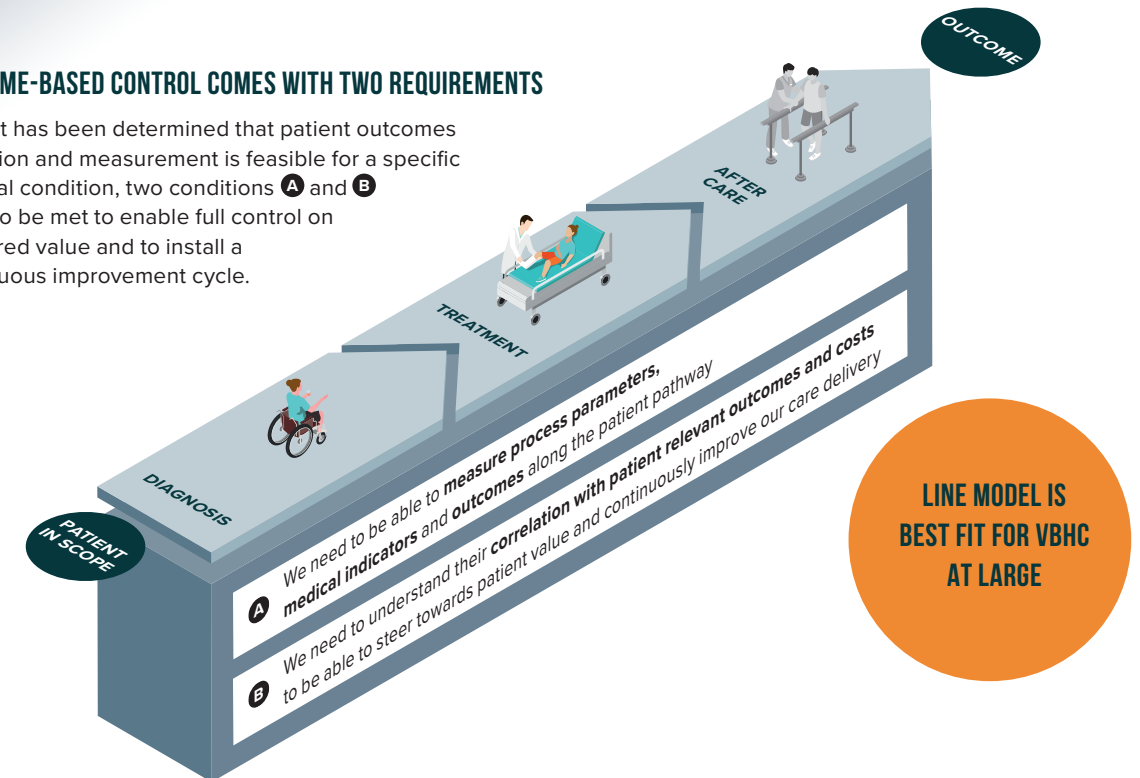 ME-BASED CONTROL COMES WITH TWO REQUIREMENTS
t has been determined that patient outcomes
ion and measurement is feasible for a specific
al condition, two conditions A and B
o be met to enable full control on
red value and to install a
uous improvement cycle.
OUTCOME
AFTER
CARE
TREATMENT
DIAGNOSIS
PATIENT
IN SCOPE
A We need to be able to measure process parameters,
medical indicators and outcomes along the patient pathway
B We need to understand their correlation with patient relevant outcomes and costs
to be able to steer towards patient value and continuously improve our care delivery
LINE MODEL IS
BEST FIT FOR VBHC
AT LARGE